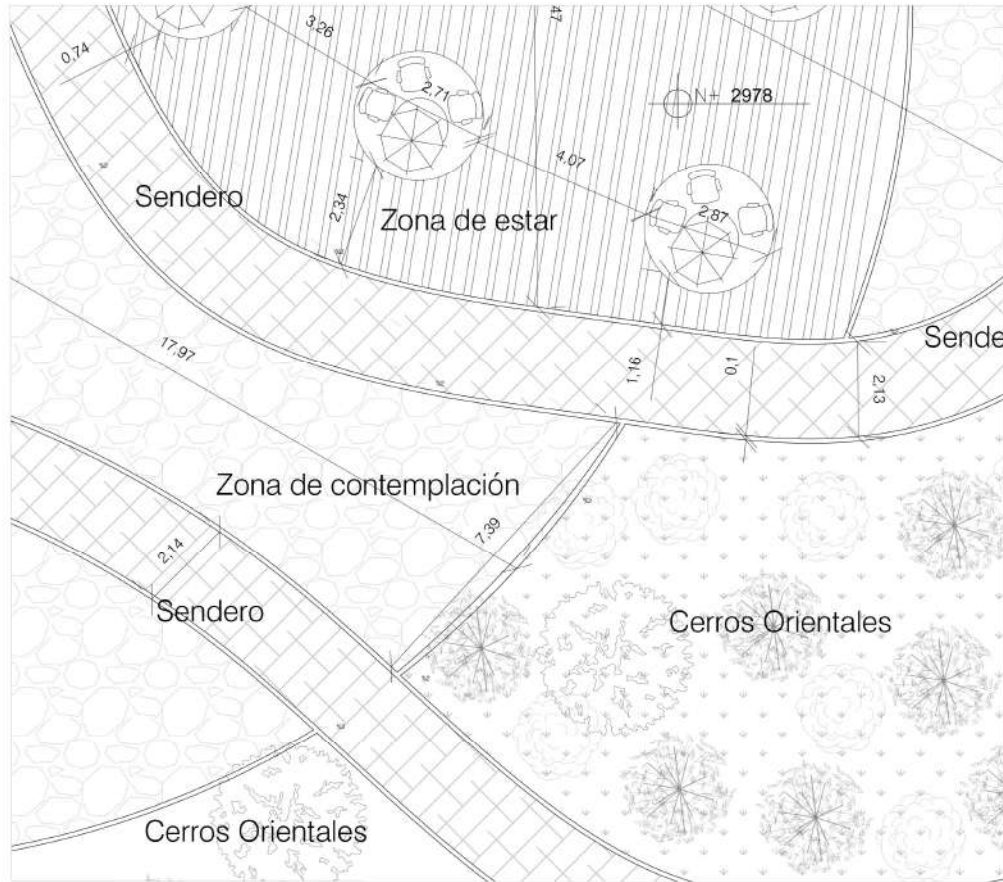 3,26
47
0,74
2,71
N+ 2978
4,07
Sendero
2,34
Zona de estar
2,87
17,97
1,16
0,1
2,13
Sende
Zona de contemplación
7,39
2,14
Sendero
Cerros Orientales
Cerros Orientales